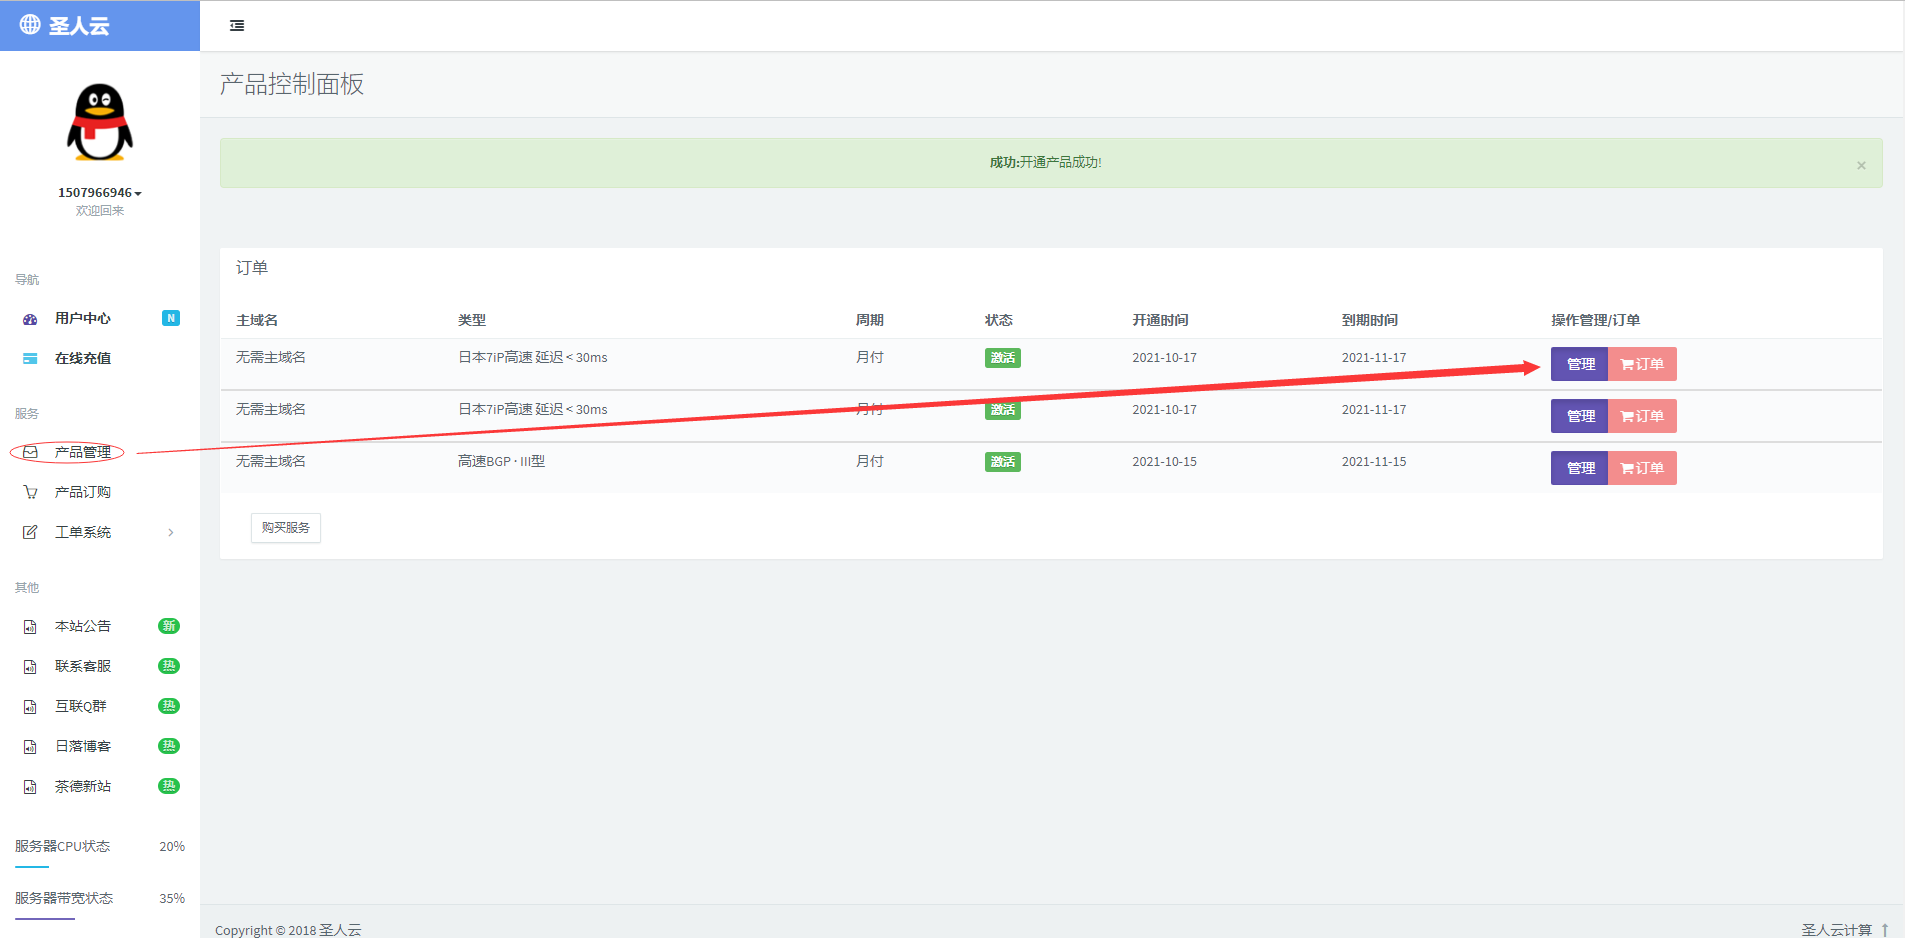 圣人云
产品控制面板
1507966946
欢迎回来
成功:开通产品成功!
×
导航
用户中心 N
在线充值
服务
产品管理
产品订购
工单系统
其他
本站公告 新
联系客服 热
互联Q群 热
日落博客 热
茶德新站 热
服务器CPU状态 20%
服务器带宽状态 35%
订单
主域名 类型 周期 状态 开通时间 到期时间 操作管理/订单
无需主域名 日本7iP高速 延迟 < 30ms 月付 激活 2021-10-17 2021-11-17 管理 订单
无需主域名 日本7iP高速 延迟 < 30ms 月付 激活 2021-10-17 2021-11-17 管理 订单
无需主域名 高速BGP · III型 月付 激活 2021-10-15 2021-11-15 管理 订单
购买服务
Copyright © 2018 圣人云
圣人云计算